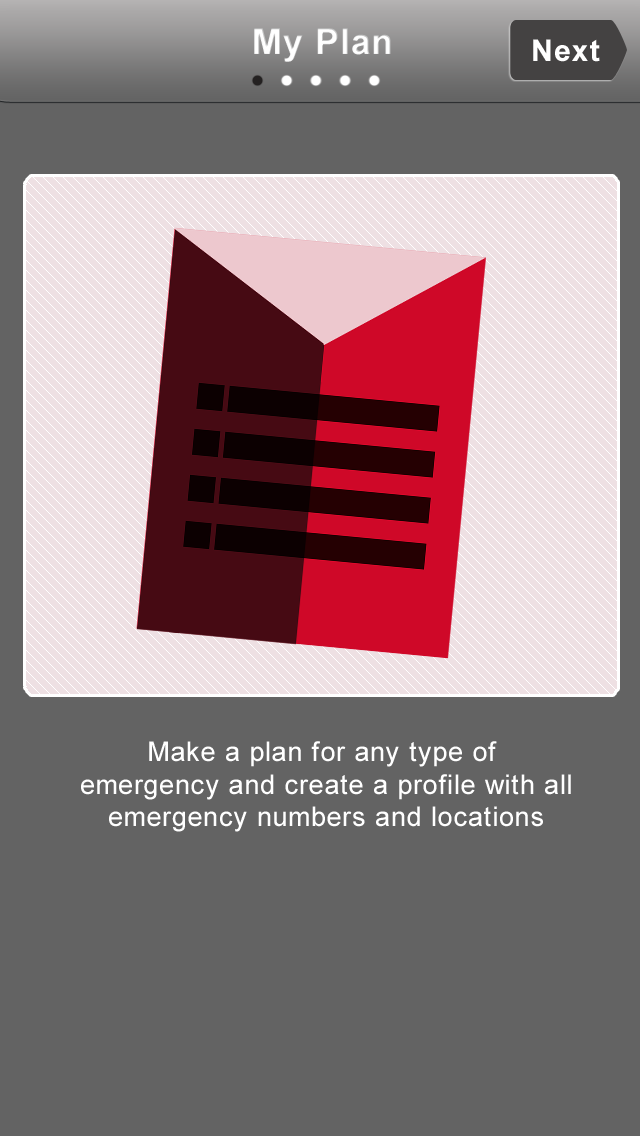 My Plan
Next
Make a plan for any type of
emergency and create a profile with all
emergency numbers and locations